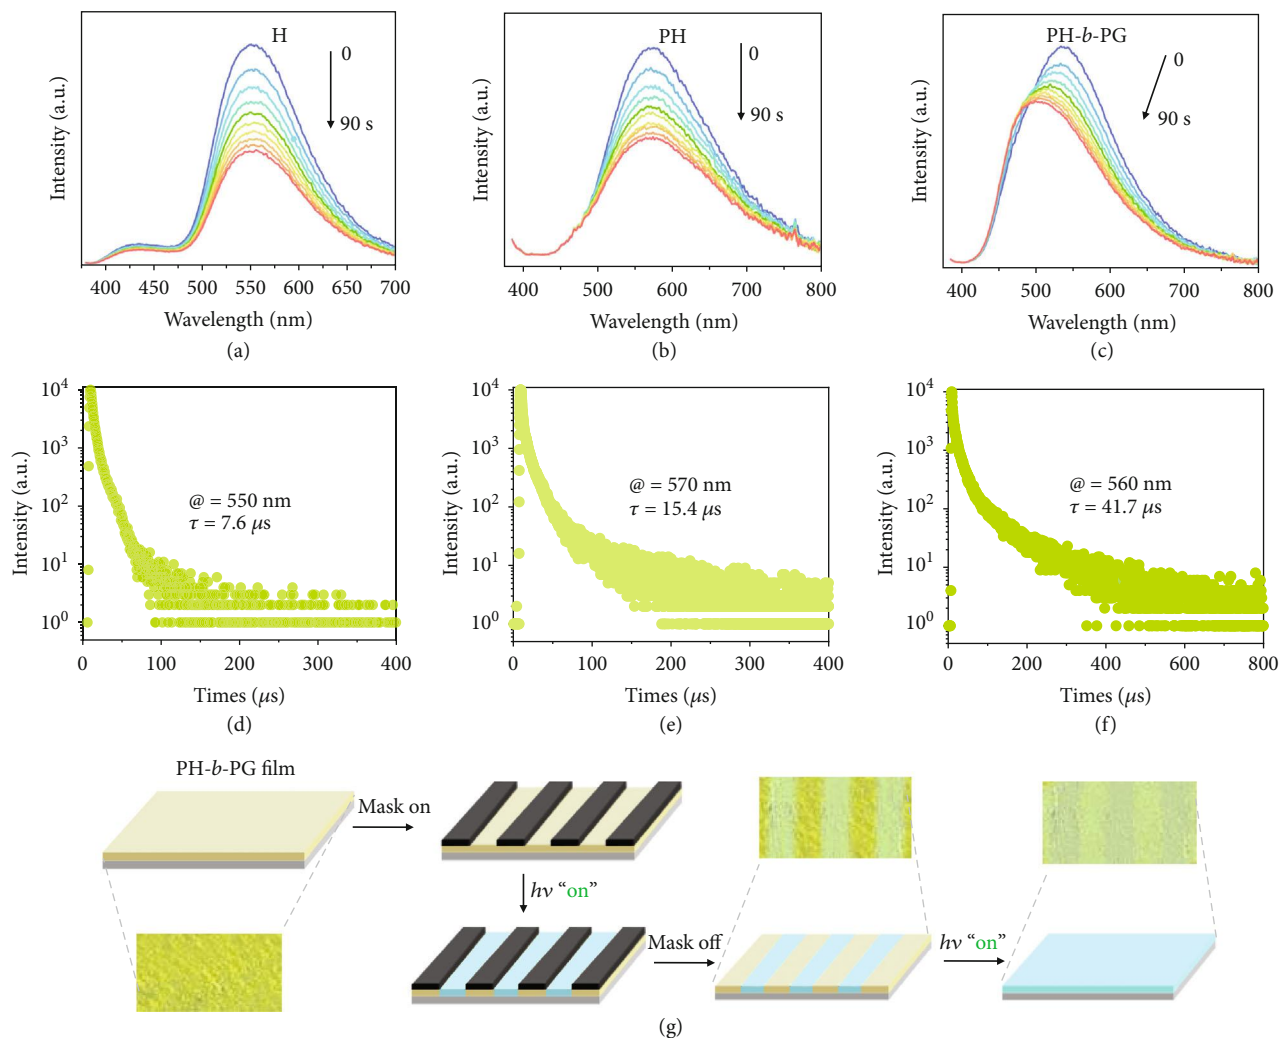 H
0
90 s
Intensity (a.u.)
400 450 500 550 600 650 700
Wavelength (nm)
(a)
PH
0
90 s
Intensity (a.u.)
400 500 600 700 800
Wavelength (nm)
(b)
PH-b-PG
0
90 s
Intensity (a.u.)
400 500 600 700 800
Wavelength (nm)
(c)
10⁴
10³
10²
10¹
10⁰
Intensity (a.u.)
@ = 550 nm
τ = 7.6 μs
0 100 200 300 400
Times (μs)
(d)
10⁴
10³
10²
10¹
10⁰
Intensity (a.u.)
@ = 570 nm
τ = 15.4 μs
0 100 200 300 400
Times (μs)
(e)
10⁴
10³
10²
10¹
10⁰
Intensity (a.u.)
@ = 560 nm
τ = 41.7 μs
0 200 400 600 800
Times (μs)
(f)
PH-b-PG film
Mask on
hν “on”
Mask off
hν “on”
(g)